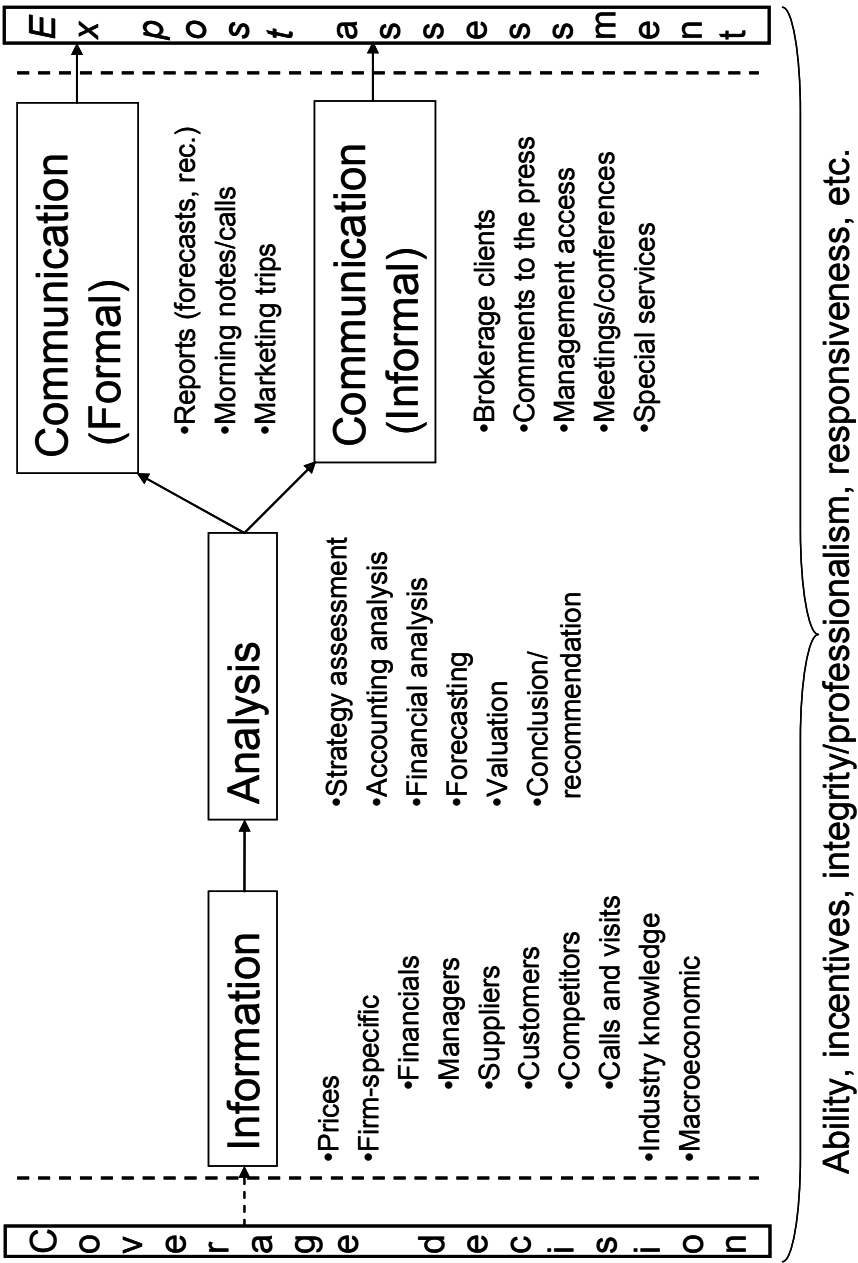 Coverage decision
Information
•Prices
•Firm-specific
•Financials
•Managers
•Suppliers
•Customers
•Competitors
•Calls and visits
•Industry knowledge
•Macroeconomic
Analysis
•Strategy assessment
•Accounting analysis
•Financial analysis
•Forecasting
•Valuation
•Conclusion/
recommendation
Communication
(Formal)
•Reports (forecasts, rec.)
•Morning notes/calls
•Marketing trips
Communication
(Informal)
•Brokerage clients
•Comments to the press
•Management access
•Meetings/conferences
•Special services
Ex post assessment
Ability, incentives, integrity/professionalism, responsiveness, etc.